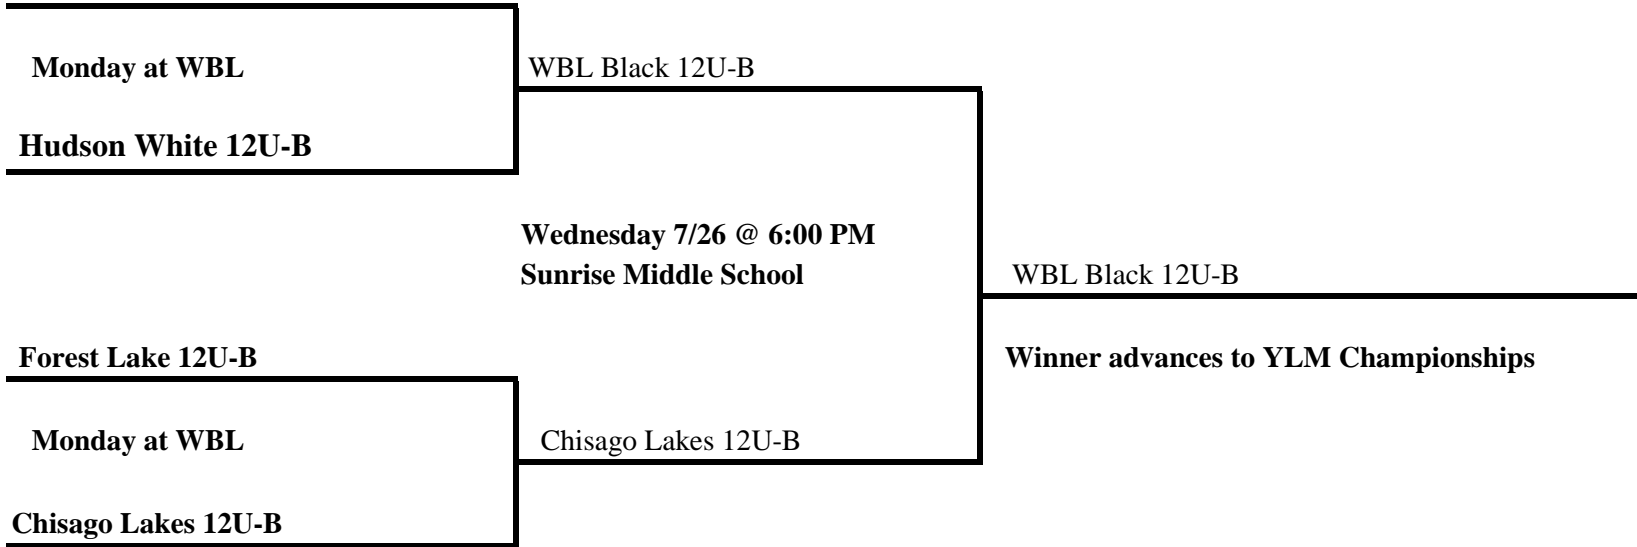 Monday at WBL
WBL Black 12U-B
Hudson White 12U-B
Wednesday 7/26 @ 6:00 PM
Sunrise Middle School
WBL Black 12U-B
Forest Lake 12U-B
Winner advances to YLM Championships
Monday at WBL
Chisago Lakes 12U-B
Chisago Lakes 12U-B